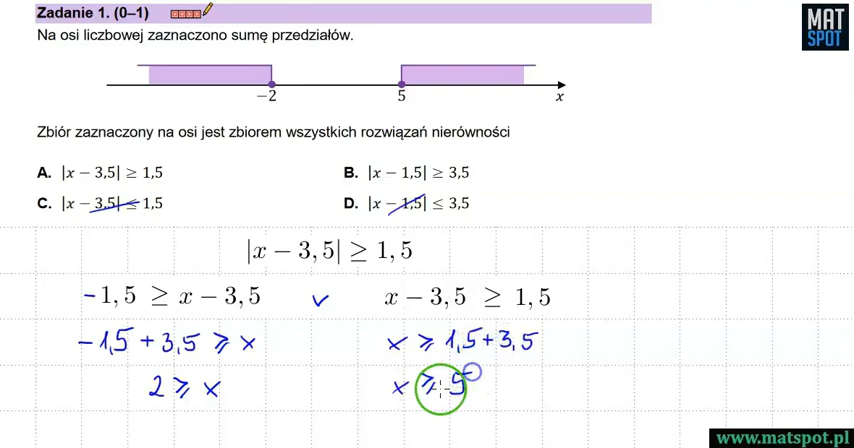 Zadanie 1. (0–1)
MAT
SPOT
Na osi liczbowej zaznaczono sumę przedziałów.
−2 5 x
Zbiór zaznaczony na osi jest zbiorem wszystkich rozwiązań nierówności
A. |x − 3,5| ≥ 1,5 B. |x − 1,5| ≥ 3,5
C. |x − 3,5| ≤ 1,5 D. |x − 1,5| ≤ 3,5
|x − 3,5| ≥ 1,5
−1,5 ≥ x − 3,5 ∨ x − 3,5 ≥ 1,5
−1,5 + 3,5 ⩾ x x ⩾ 1,5 + 3,5
2 ⩾ x x ⩾ 5
www.matspot.pl